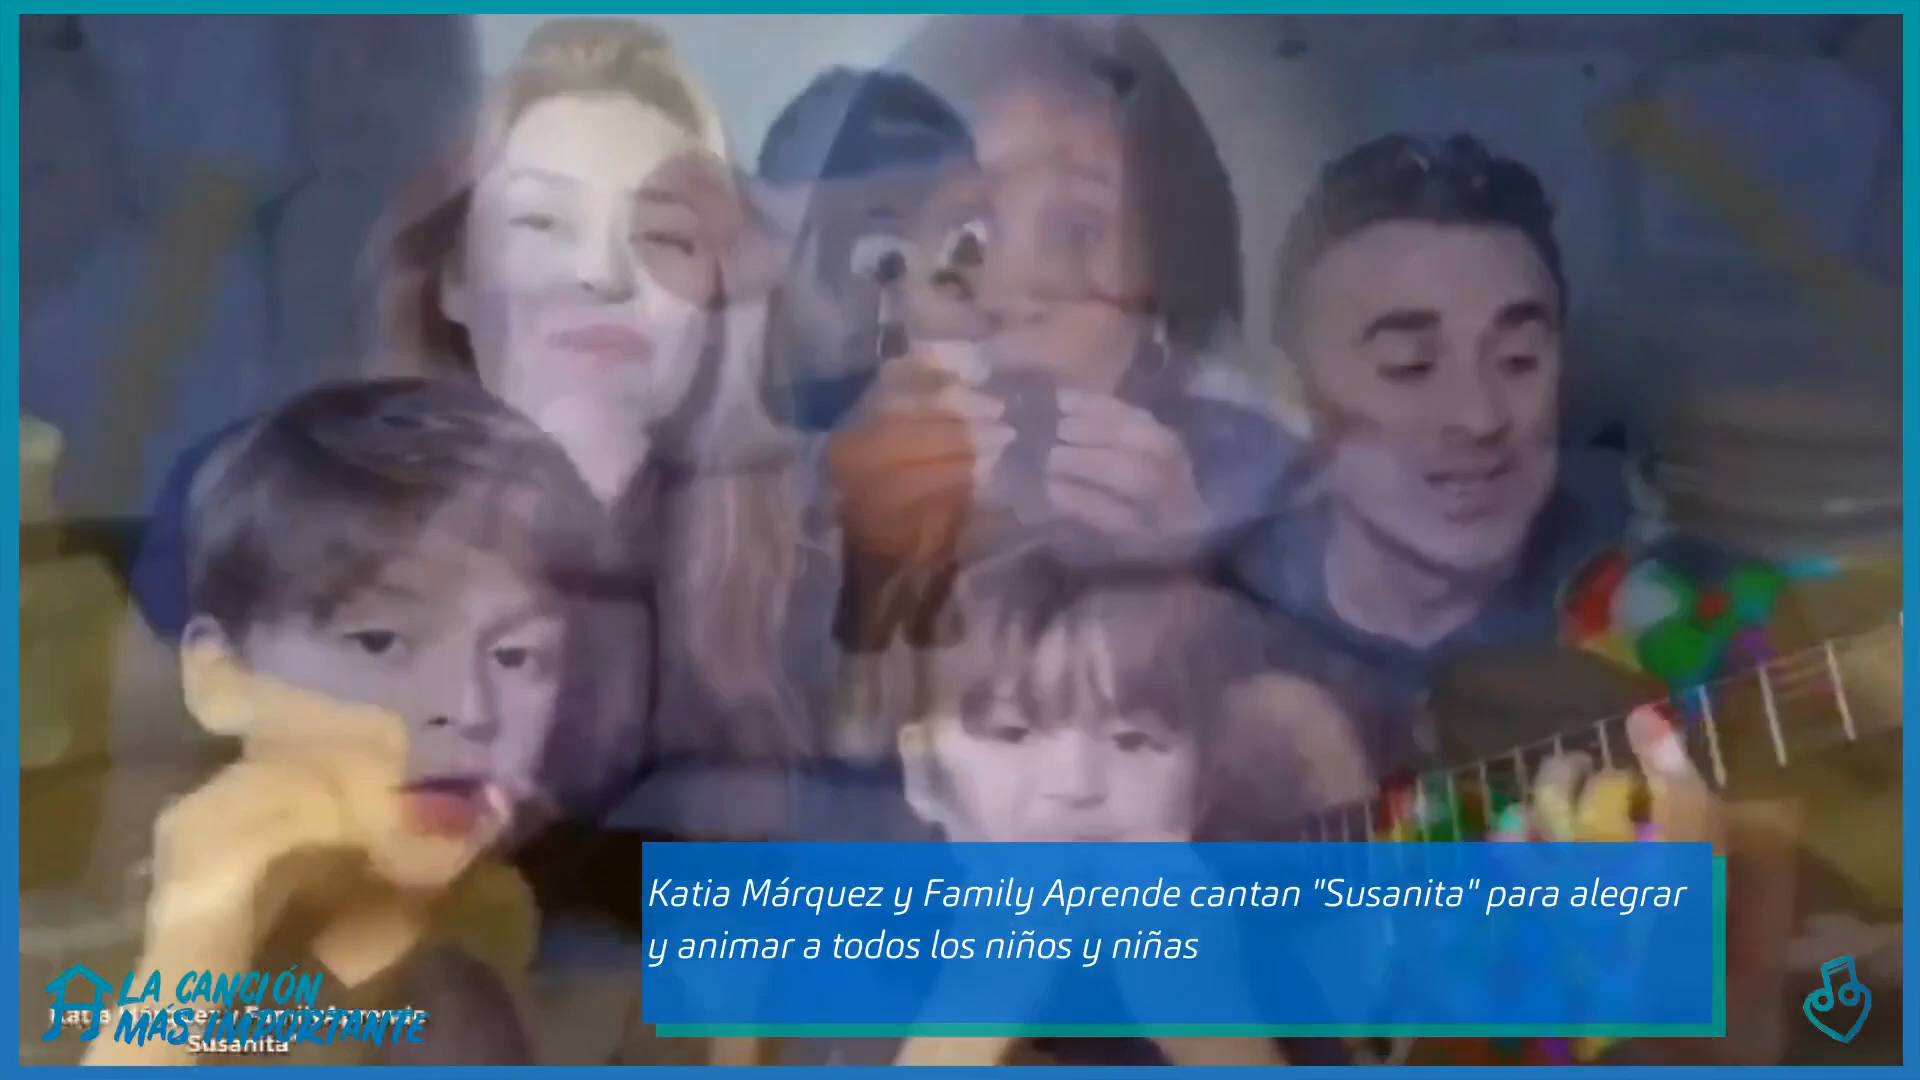 Katia Márquez y Family Aprende cantan "Susanita" para alegrar
y animar a todos los niños y niñas
LA CANCIÓN
MÁS IMPORTANTE
Susanita